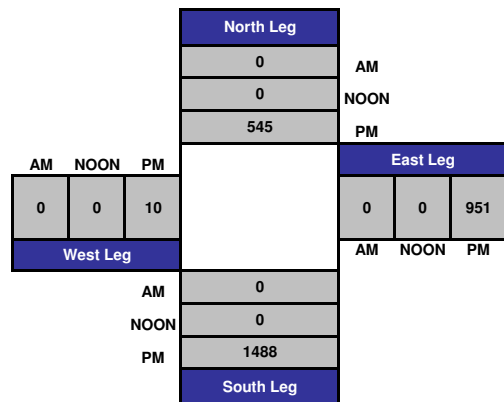 North Leg
0 AM
0 NOON
545 PM
AM NOON PM
East Leg
0 0 10
0 0 951
West Leg
AM NOON PM
AM 0
NOON 0
PM 1488
South Leg